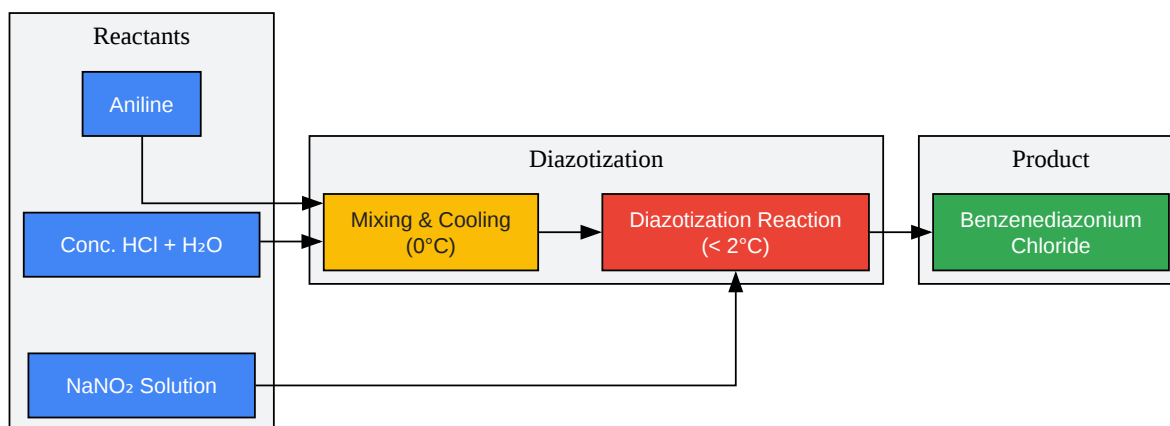 Reactants
Aniline
Conc. HCl + H₂O
NaNO₂ Solution
Diazotization
Mixing & Cooling
(0°C)
Diazotization Reaction
(< 2°C)
Product
Benzenediazonium
Chloride